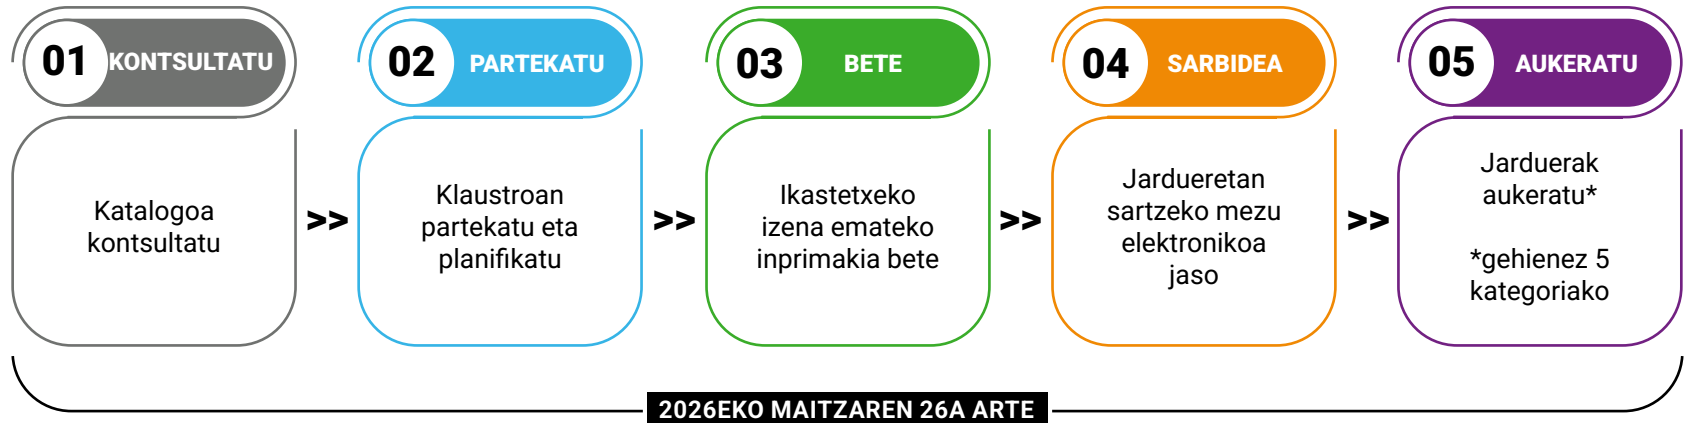 01 KONTSULTATU
Katalogoa
kontsultatu
>>
02 PARTEKATU
Klaustroan
partekatu eta
planifikatu
>>
03 BETE
Ikastetxeko
izena emateko
inprimakia bete
>>
04 SARBIDEA
Jardueretan
sartzeko mezu
elektronikoa
jaso
>>
05 AUKERATU
Jarduerak
aukeratu*
*gehienez 5
kategoriako
2026EKO MAITZAREN 26A ARTE